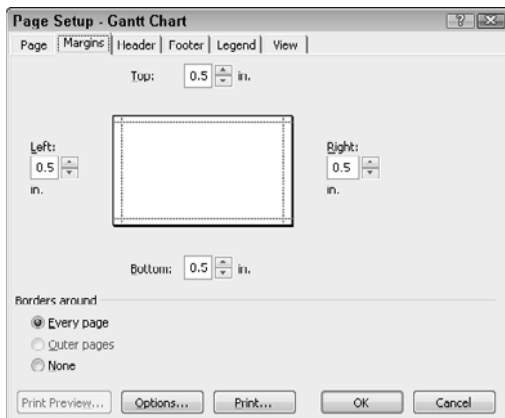 Page Setup - Gantt Chart
Page Margins Header Footer Legend View
Top: 0.5 in.
Left:
0.5
in.
Right:
0.5
in.
Bottom: 0.5 in.
Borders around
Every page
Outer pages
None
Print Preview... Options... Print... OK Cancel